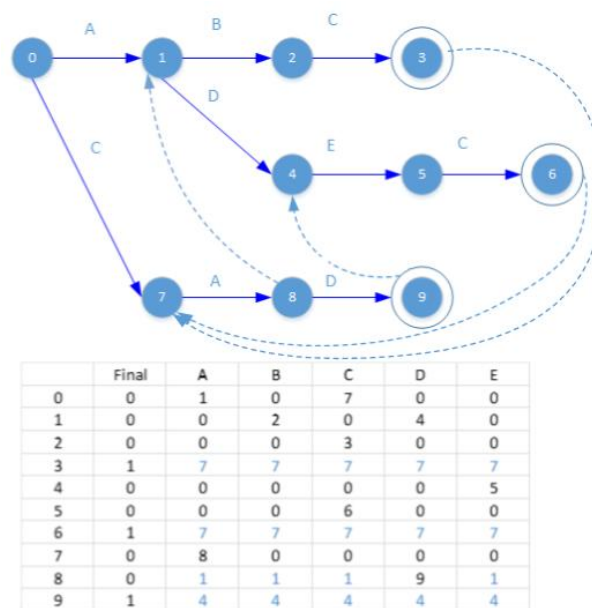 A
B
C
0
1
2
3
D
C
E
C
4
5
6
A
D
7
8
9
Final A B C D E
0 0 1 0 7 0 0
1 0 0 2 0 4 0
2 0 0 0 3 0 0
3 1 7 7 7 7 7
4 0 0 0 0 0 5
5 0 0 0 6 0 0
6 1 7 7 7 7 7
7 0 8 0 0 0 0
8 0 1 1 1 9 1
9 1 4 4 4 4 4